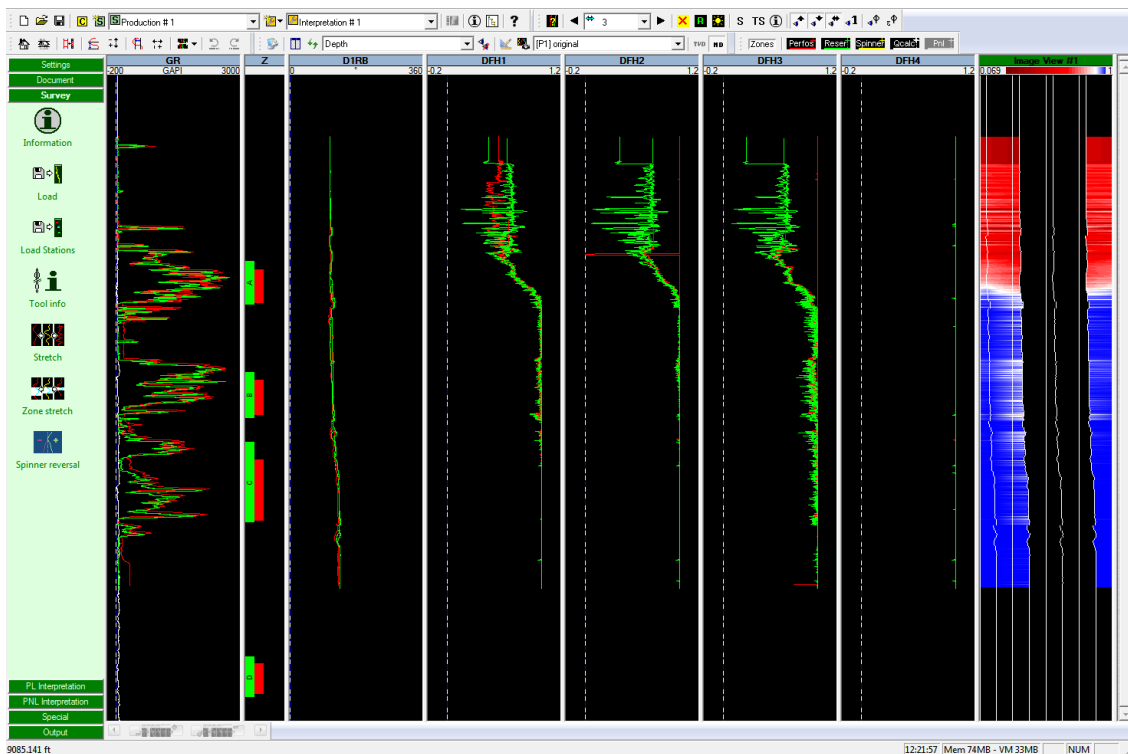 Production # 1 Interpretation # 1 ? 3 S TS 1
Depth [P1] original TVD MD Zones Perfos Reserv Spinner Qcalc Pnl
Settings
Document
Survey
Information
Load
Load Stations
Tool info
Stretch
Zone stretch
Spinner reversal
PL Interpretation
PNL Interpretation
Special
Output
GR Z D1RB DFH1 DFH2 DFH3 DFH4 Image View #1
-200 GAPI 3000 0 ° 360 -0.2 1.2 -0.2 1.2 -0.2 1.2 -0.2 1.2 0.069 1
A
B
C
D
9085.141 ft 12:21:57 Mem 74MB - VM 33MB NUM